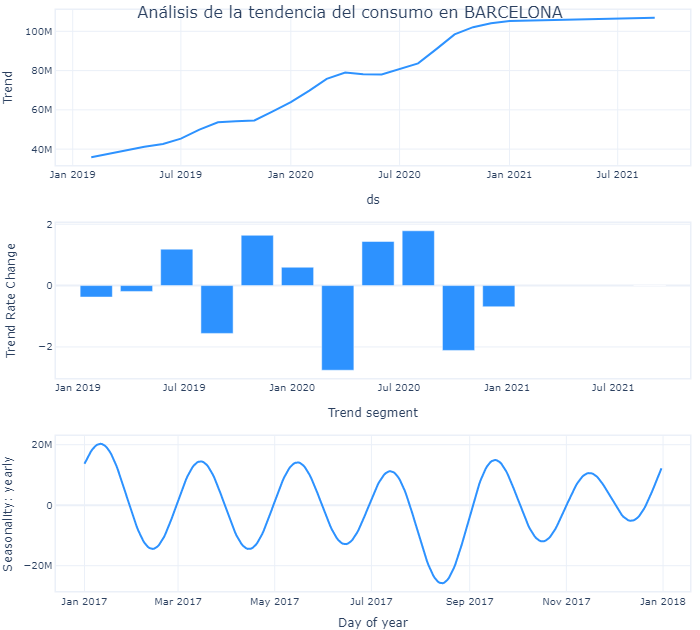 Análisis de la tendencia del consumo en BARCELONA
100M
80M
60M
40M
Trend
Jan 2019 Jul 2019 Jan 2020 Jul 2020 Jan 2021 Jul 2021
ds
2
0
−2
Trend Rate Change
Jan 2019 Jul 2019 Jan 2020 Jul 2020 Jan 2021 Jul 2021
Trend segment
20M
0
−20M
Seasonality: yearly
Jan 2017 Mar 2017 May 2017 Jul 2017 Sep 2017 Nov 2017 Jan 2018
Day of year